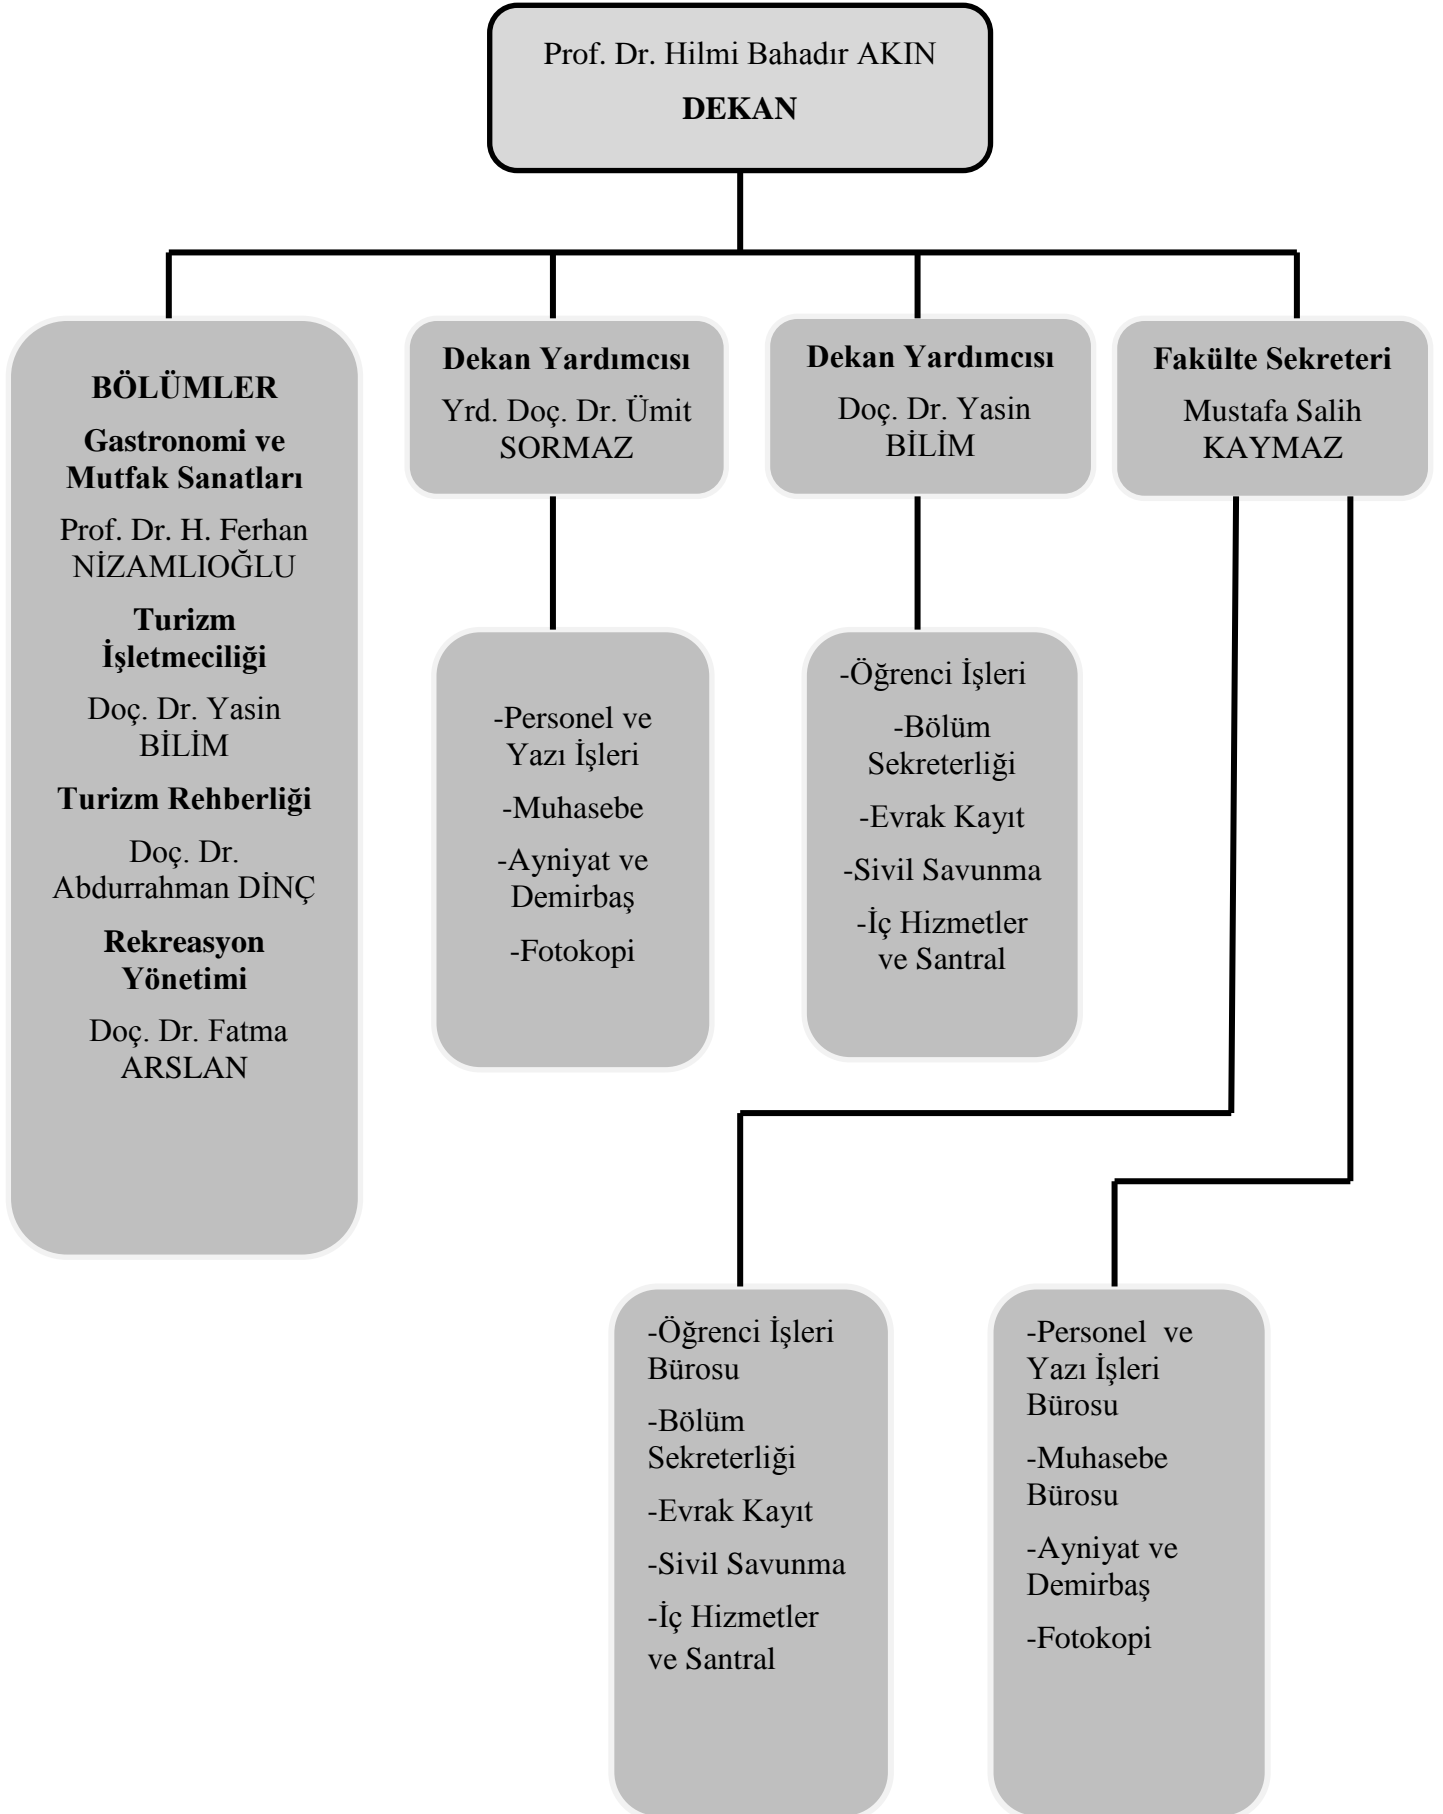 Prof. Dr. Hilmi Bahadır AKIN
DEKAN
BÖLÜMLER
Gastronomi ve
Mutfak Sanatları
Prof. Dr. H. Ferhan
NİZAMLIOĞLU
Turizm
İşletmeciliği
Doç. Dr. Yasin
BİLİM
Turizm Rehberliği
Doç. Dr.
Abdurrahman DİNÇ
Rekreasyon
Yönetimi
Doç. Dr. Fatma
ARSLAN
Dekan Yardımcısı
Yrd. Doç. Dr. Ümit
SORMAZ
Dekan Yardımcısı
Doç. Dr. Yasin
BİLİM
Fakülte Sekreteri
Mustafa Salih
KAYMAZ
-Personel ve
Yazı İşleri
-Muhasebe
-Ayniyat ve
Demirbaş
-Fotokopi
-Öğrenci İşleri
-Bölüm
Sekreterliği
-Evrak Kayıt
-Sivil Savunma
-İç Hizmetler
ve Santral
-Öğrenci İşleri
Bürosu
-Bölüm
Sekreterliği
-Evrak Kayıt
-Sivil Savunma
-İç Hizmetler
ve Santral
-Personel  ve
Yazı İşleri
Bürosu
-Muhasebe
Bürosu
-Ayniyat ve
Demirbaş
-Fotokopi